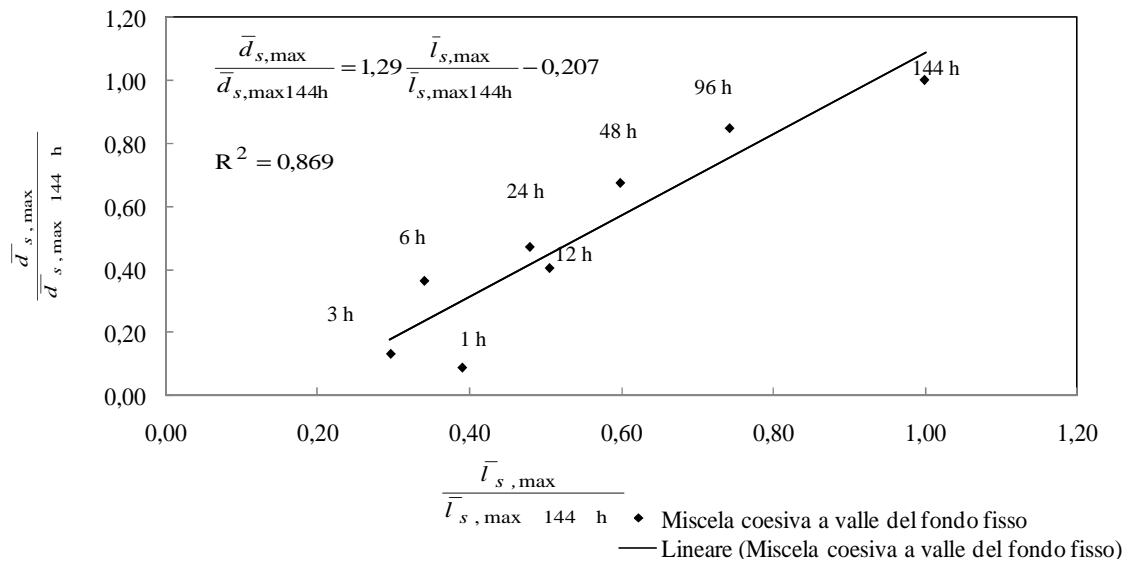 1,20
1,00
0,80
0,60
0,40
0,20
0,00
d̅ s,max / d̅ s,max144h = 1,29 l̅ s,max / l̅ s,max144h − 0,207
R² = 0,869
144 h
96 h
48 h
24 h
12 h
6 h
3 h
1 h
d̅ s,max / d̅ s,max 144 h
0,00 0,20 0,40 0,60 0,80 1,00 1,20
l̅ s,max / l̅ s,max 144 h
Miscela coesiva a valle del fondo fisso
Lineare (Miscela coesiva a valle del fondo fisso)